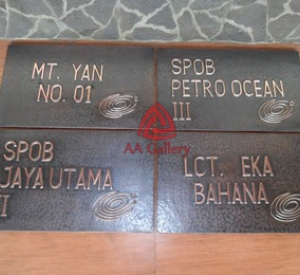 MT. YAN
NO. 01
SPOB
PETRO OCEAN
III
SPOB
JAYA UTAMA
I
LCT. EKA
BAHANA
AA Gallery